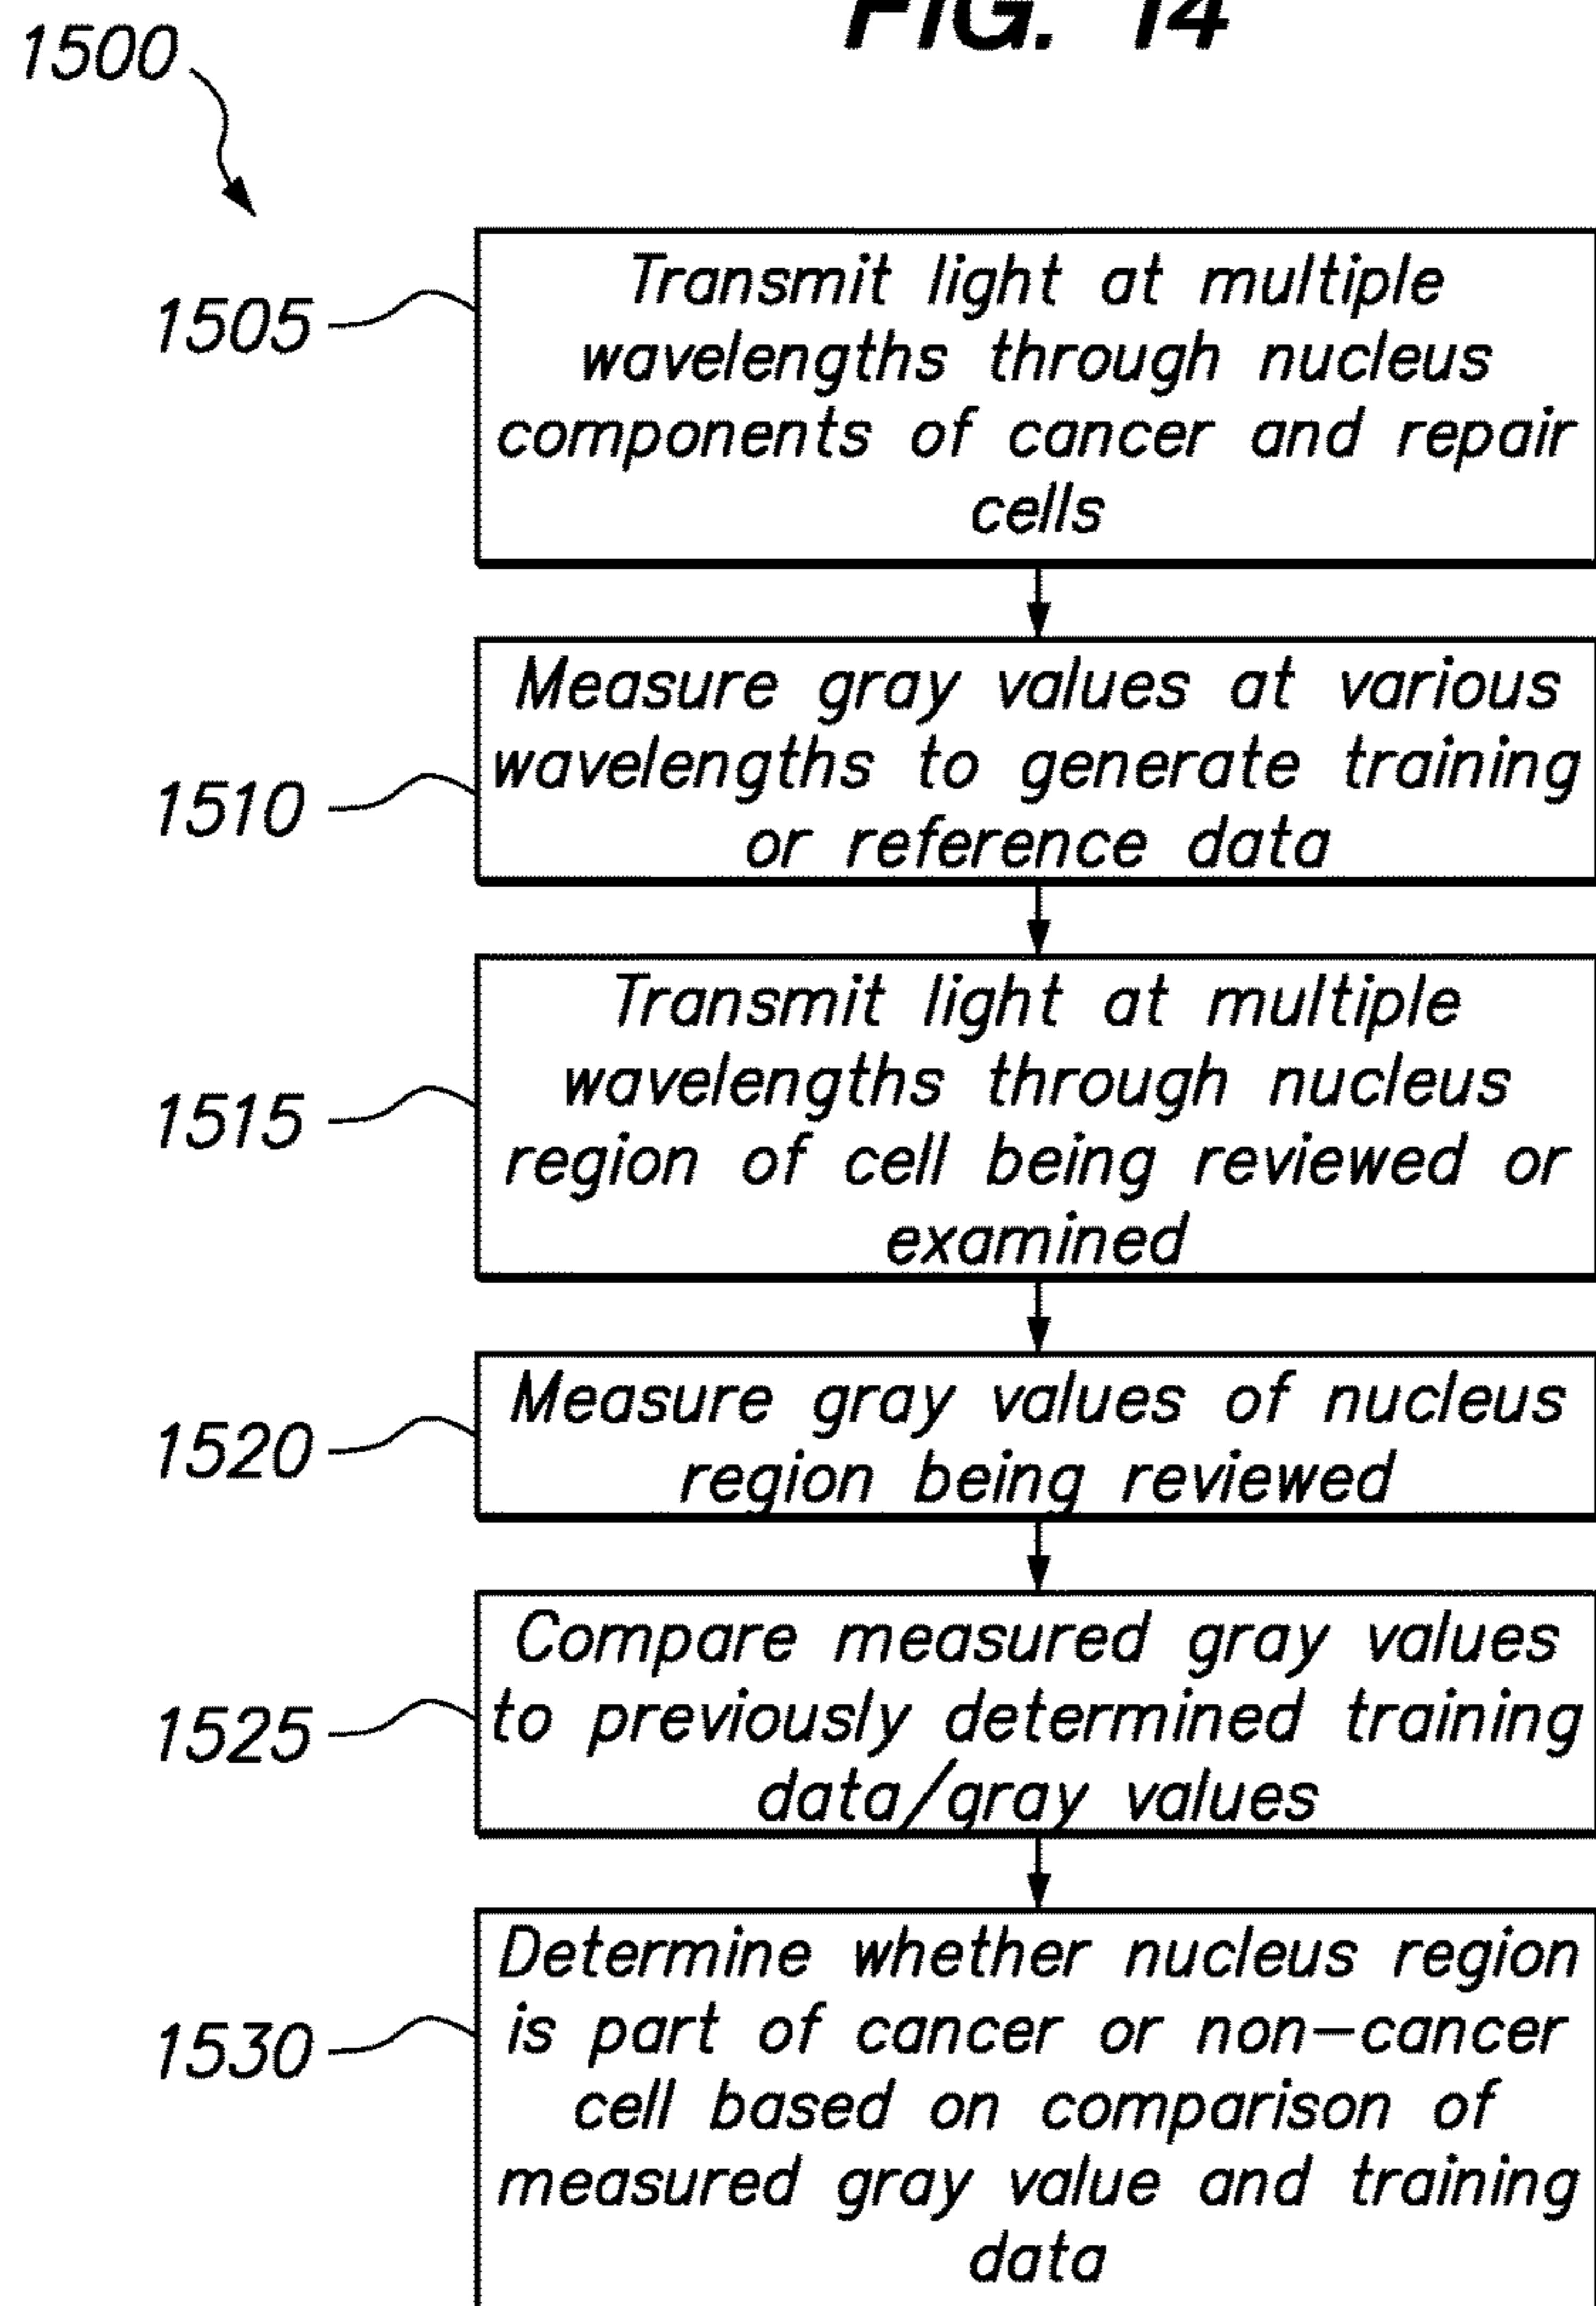 FIG. 14
1500
1505
Transmit light at multiple
wavelengths through nucleus
components of cancer and repair
cells
1510
Measure gray values at various
wavelengths to generate training
or reference data
1515
Transmit light at multiple
wavelengths through nucleus
region of cell being reviewed or
examined
1520
Measure gray values of nucleus
region being reviewed
1525
Compare measured gray values
to previously determined training
data/gray values
1530
Determine whether nucleus region
is part of cancer or non-cancer
cell based on comparison of
measured gray value and training
data